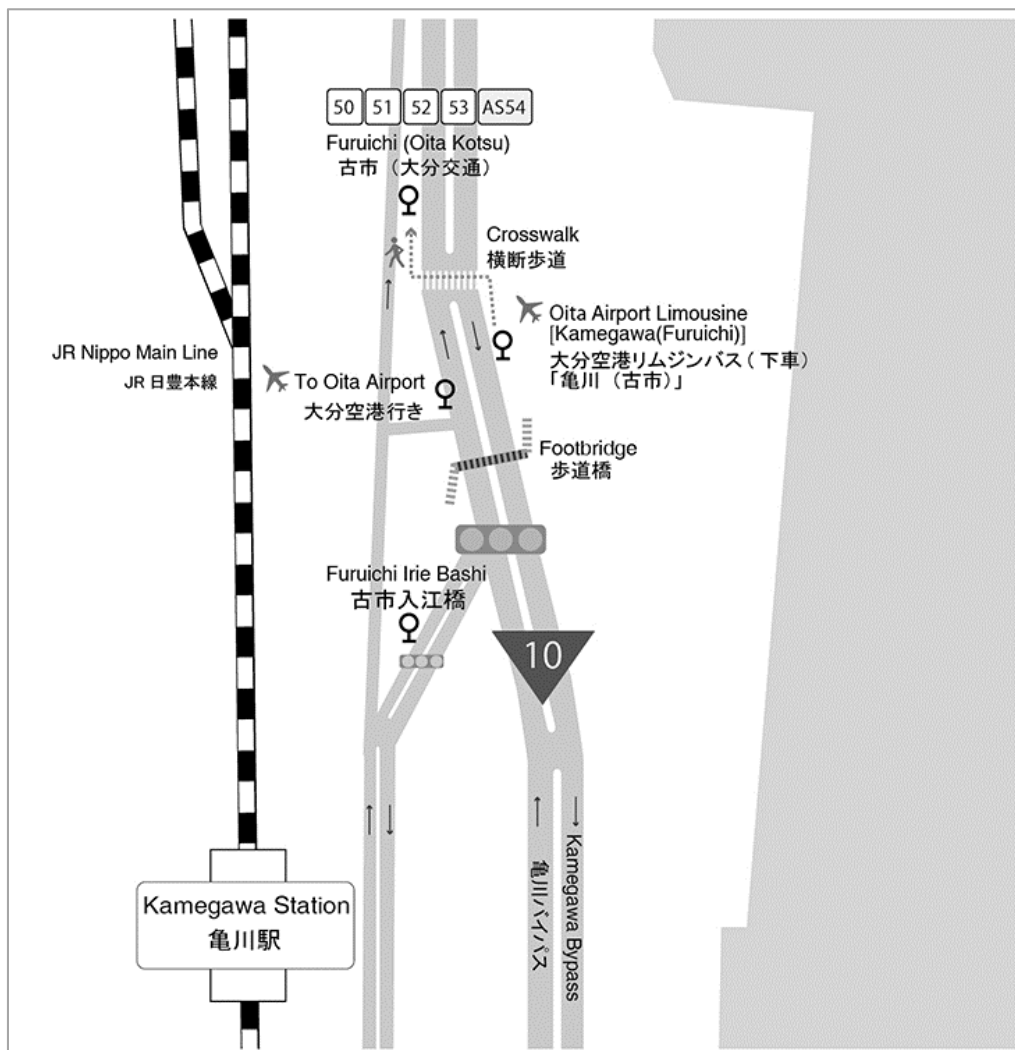 50 51 52 53 AS54
Furuichi (Oita Kotsu)
古市（大分交通）
Crosswalk
横断歩道
Oita Airport Limousine
[Kamegawa(Furuichi)]
大分空港リムジンバス（下車）
「亀川（古市）」
JR Nippo Main Line
JR 日豊本線
To Oita Airport
大分空港行き
Footbridge
歩道橋
Furuichi Irie Bashi
古市入江橋
10
Kamegawa Station
亀川駅
亀川バイパス
Kamegawa Bypass